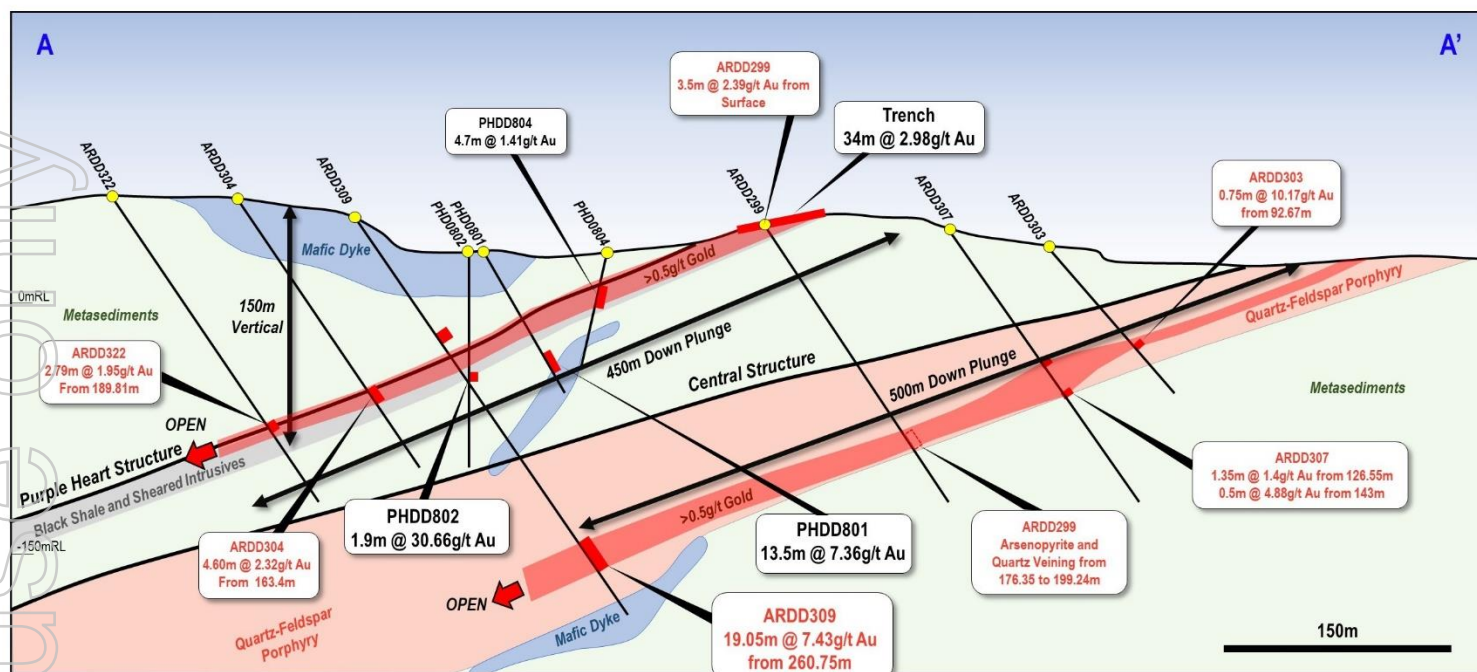 A
A'
ARDD299
3.5m @ 2.39g/t Au from
Surface
PHDD804
4.7m @ 1.41g/t Au
Trench
34m @ 2.98g/t Au
ARDD303
0.75m @ 10.17g/t Au
from 92.67m
ARDD322
ARDD304
ARDD309
PHD0802
PHD0801
PHD0804
ARDD299
ARDD307
ARDD303
Mafic Dyke
>0.5g/t Gold
0mRL
150m
Vertical
Metasediments
Quartz-Feldspar
Porphyry
450m Down Plunge
Central Structure
500m Down Plunge
Metasediments
ARDD322
2.79m @ 1.95g/t Au
From 189.81m
OPEN
Purple Heart Structure
Black Shale and Sheared Intrusives
-150mRL
ARDD304
4.60m @ 2.32g/t Au
From 163.4m
PHDD802
1.9m @ 30.66g/t Au
PHDD801
13.5m @ 7.36g/t Au
>0.5g/t Gold
ARDD299
Arsenopyrite and
Quartz Veining from
176.35 to 199.24m
ARDD307
1.35m @ 1.4g/t Au from 126.55m
0.5m @ 4.88g/t Au from 143m
OPEN
Quartz-Feldspar
Porphyry
Mafic Dyke
ARDD309
19.05m @ 7.43g/t Au
from 260.75m
150m